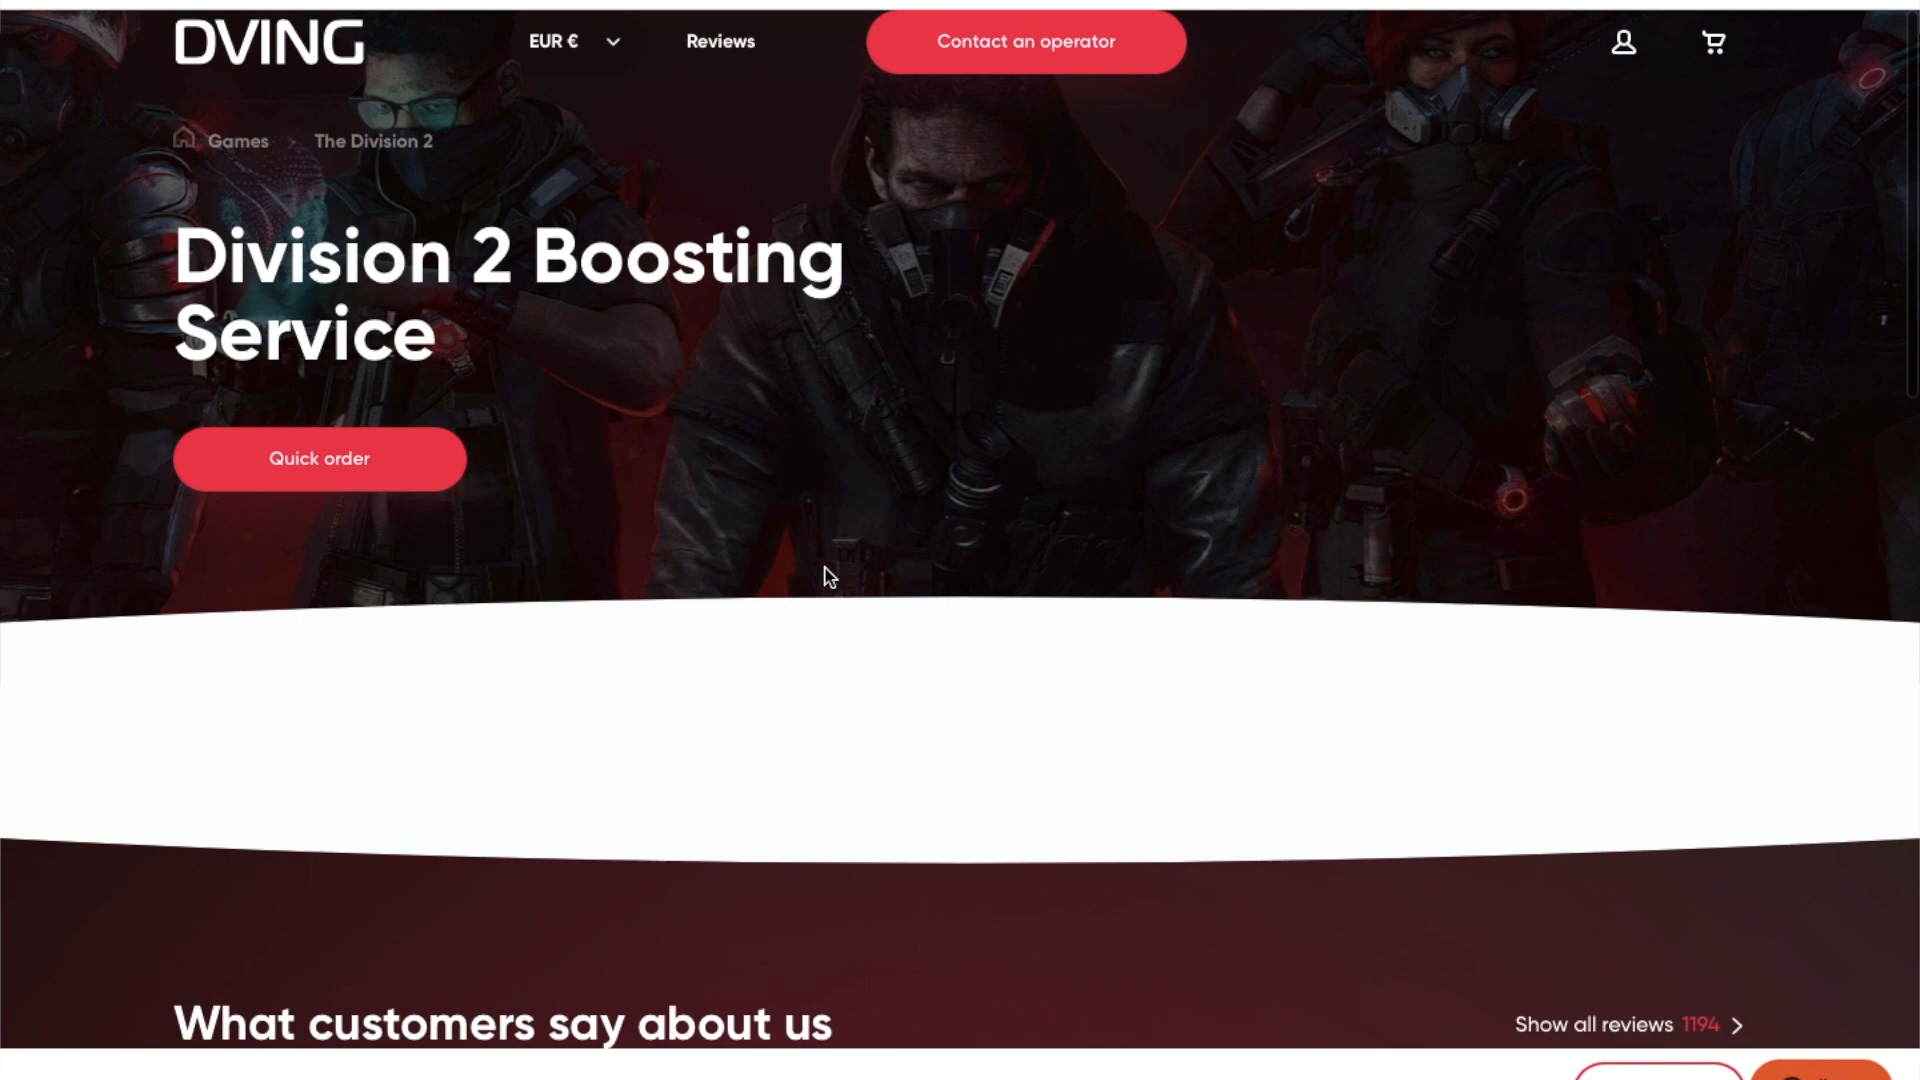 DVING
EUR €
Reviews
Contact an operator
Games
The Division 2
Division 2 Boosting
Service
Quick order
What customers say about us
Show all reviews 1194